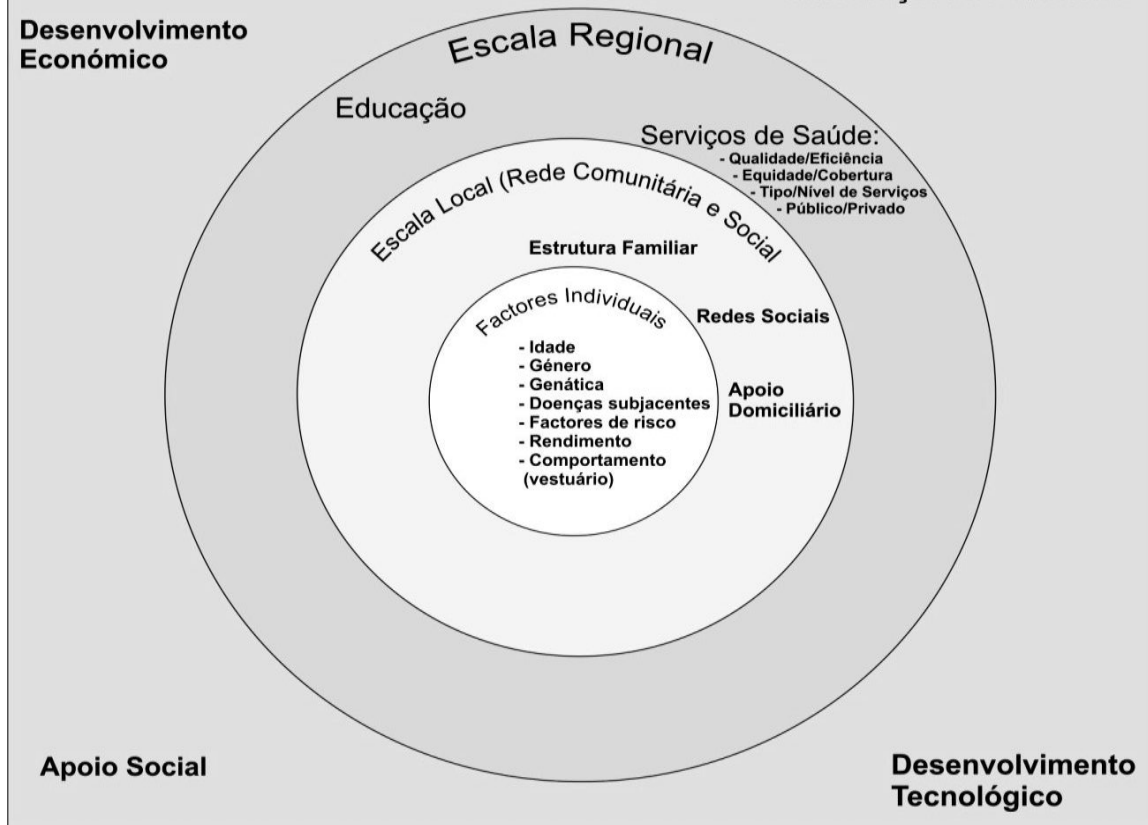 Desenvolvimento
Económico
Escala Regional
Educação
Serviços de Saúde:
- Qualidade/Eficiência
- Equidade/Cobertura
- Tipo/Nível de Serviços
- Público/Privado
Escala Local (Rede Comunitária e Social
Estrutura Familiar
Redes Sociais
Apoio
Domiciliário
Factores Individuais
- Idade
- Género
- Genática
- Doenças subjacentes
- Factores de risco
- Rendimento
- Comportamento
(vestuário)
Apoio Social
Desenvolvimento
Tecnológico